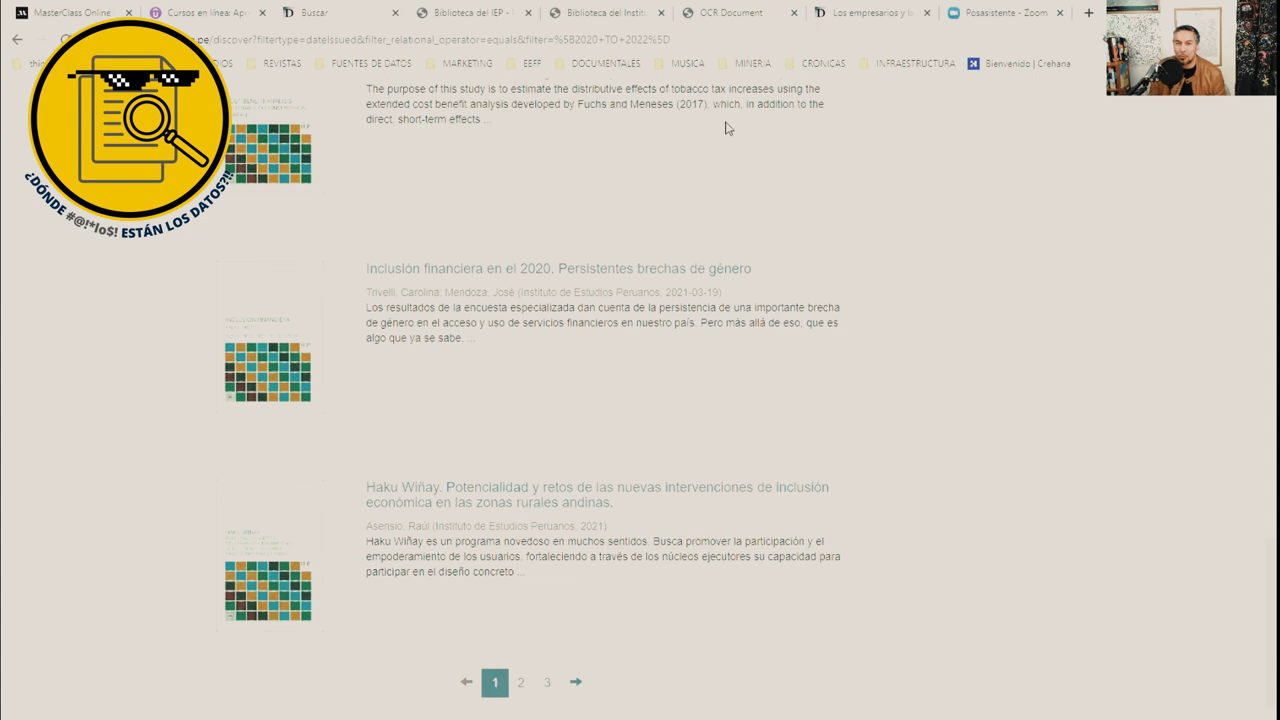 MasterClass Online
Cursos en línea: Ap
Buscar
Biblioteca del IEP -
Biblioteca del Instit
OCR Document
Los empresarios y l
Posasistente - Zoom
pe/discover?filtertype=dateIssued&filter_relational_operator=equals&filter=%5B2020+TO+2022%5D
REVISTAS
FUENTES DE DATOS
MARKETING
EEFF
DOCUMENTALES
MUSICA
MINERIA
CRONICAS
INFRAESTRUCTURA
Bienvenido | Crehana
The purpose of this study is to estimate the distributive effects of tobacco tax increases using the
extended cost benefit analysis developed by Fuchs and Meneses (2017), which, in addition to the
direct, short-term effects ...
¿DÓNDE #@!*lo$! ESTÁN LOS DATOS?!!
Inclusión financiera en el 2020. Persistentes brechas de género
Trivelli, Carolina; Mendoza, José (Instituto de Estudios Peruanos, 2021-03-19)
Los resultados de la encuesta especializada dan cuenta de la persistencia de una importante brecha
de género en el acceso y uso de servicios financieros en nuestro país. Pero más allá de eso, que es
algo que ya se sabe, ...
Haku Wiñay. Potencialidad y retos de las nuevas intervenciones de inclusión
económica en las zonas rurales andinas.
Asensio, Raúl (Instituto de Estudios Peruanos, 2021)
Haku Wiñay es un programa novedoso en muchos sentidos. Busca promover la participación y el
empoderamiento de los usuarios, fortaleciendo a través de los núcleos ejecutores su capacidad para
participar en el diseño concreto ...
1 2 3